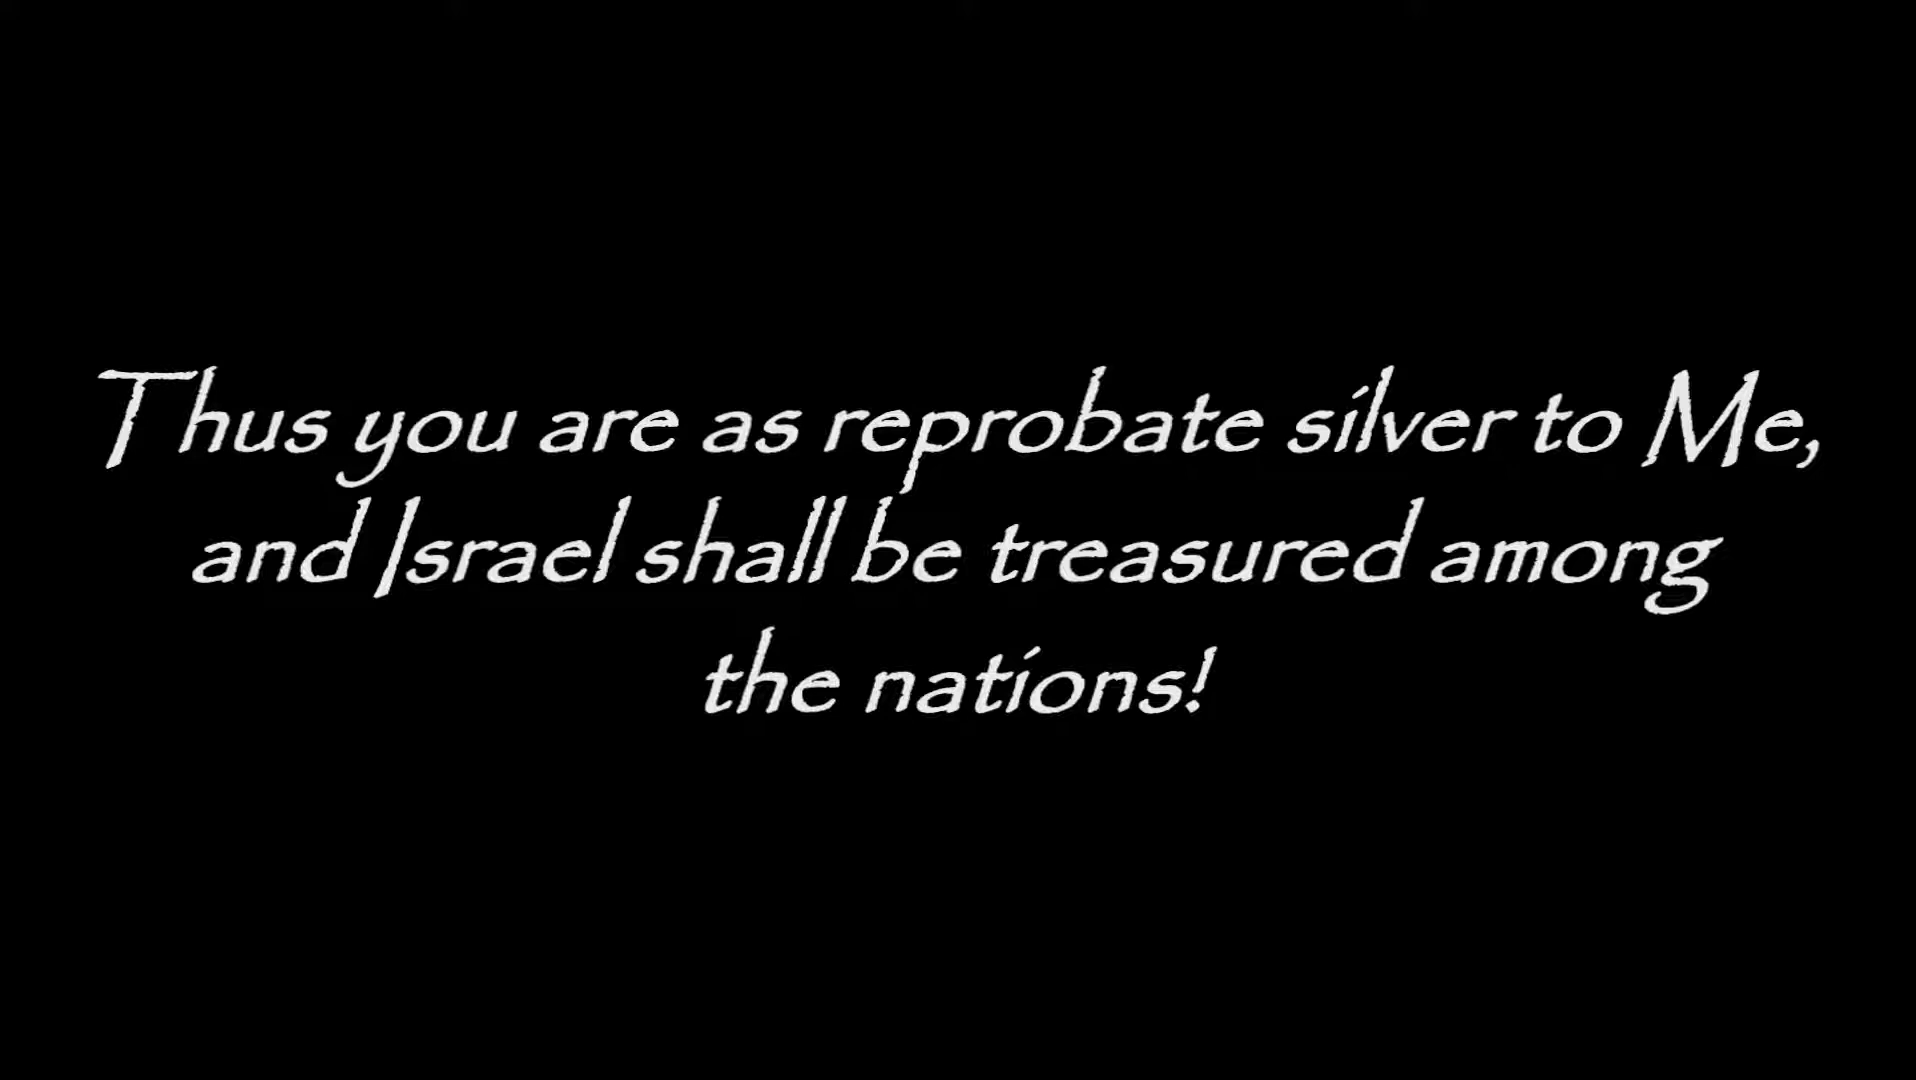 Thus you are as reprobate silver to Me,
and Israel shall be treasured among
the nations!